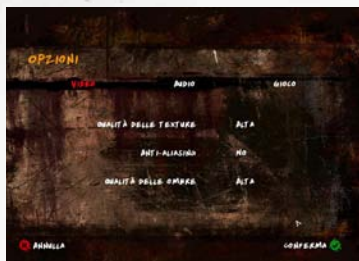 OPZIONI
VIDEO AUDIO GIOCO
QUALITÀ DELLE TEXTURE ALTA
ANTI-ALIASING NO
QUALITÀ DELLE OMBRE ALTA
ANNULLA CONFERMA